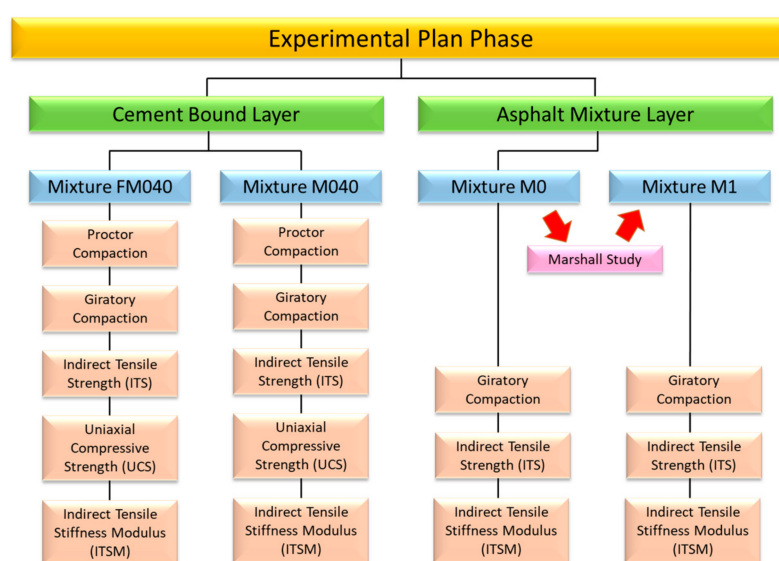 Experimental Plan Phase
Cement Bound Layer
Asphalt Mixture Layer
Mixture FM040
Mixture M040
Mixture M0
Mixture M1
Proctor
Compaction
Giratory
Compaction
Indirect Tensile
Strength (ITS)
Uniaxial
Compressive
Strength (UCS)
Indirect Tensile
Stiffness Modulus
(ITSM)
Proctor
Compaction
Giratory
Compaction
Indirect Tensile
Strength (ITS)
Uniaxial
Compressive
Strength (UCS)
Indirect Tensile
Stiffness Modulus
(ITSM)
Marshall Study
Giratory
Compaction
Indirect Tensile
Strength (ITS)
Indirect Tensile
Stiffness Modulus
(ITSM)
Giratory
Compaction
Indirect Tensile
Strength (ITS)
Indirect Tensile
Stiffness Modulus
(ITSM)